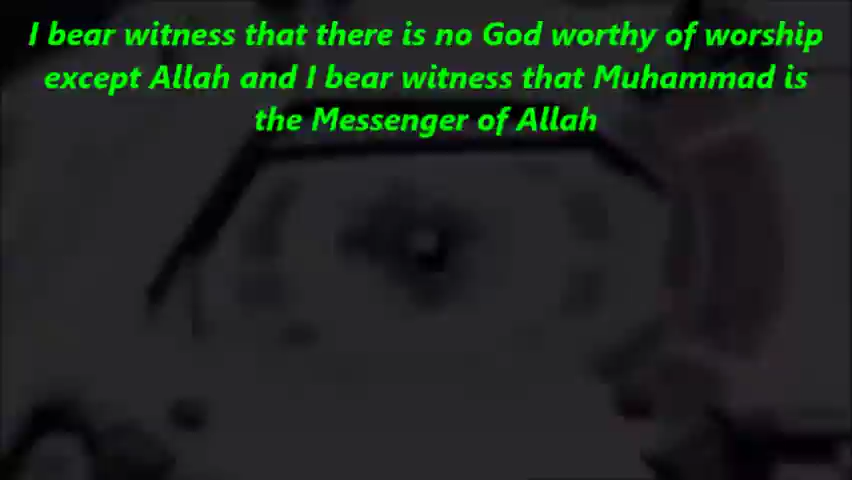 I bear witness that there is no God worthy of worship
except Allah and I bear witness that Muhammad is
the Messenger of Allah